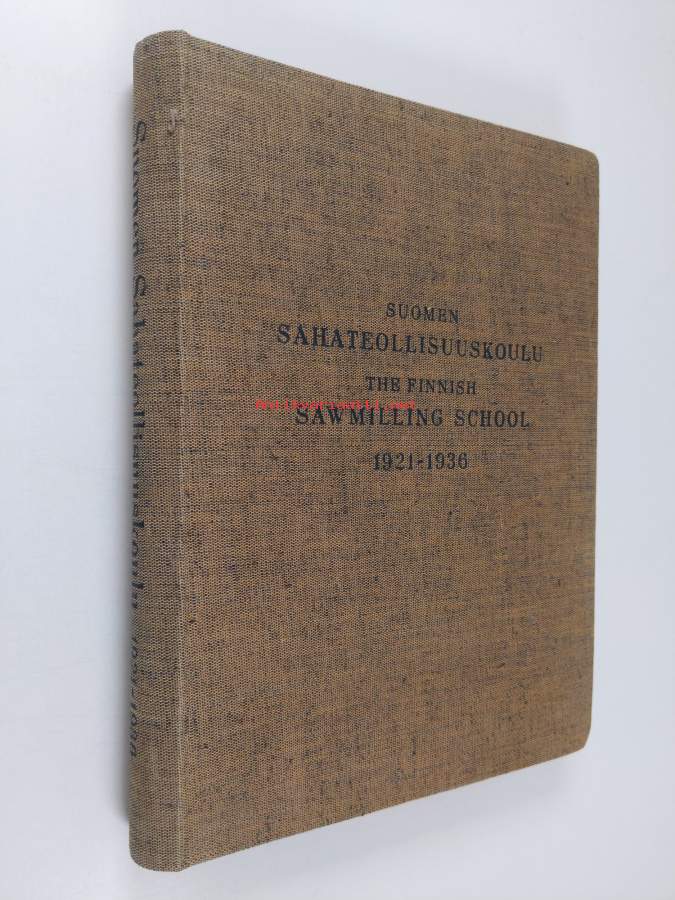 SUOMEN
SAHATEOLLISUUSKOULU
THE FINNISH
SAWMILLING SCHOOL
1921-1936
Suomen Sahateollisuuskoulu 1921-1936